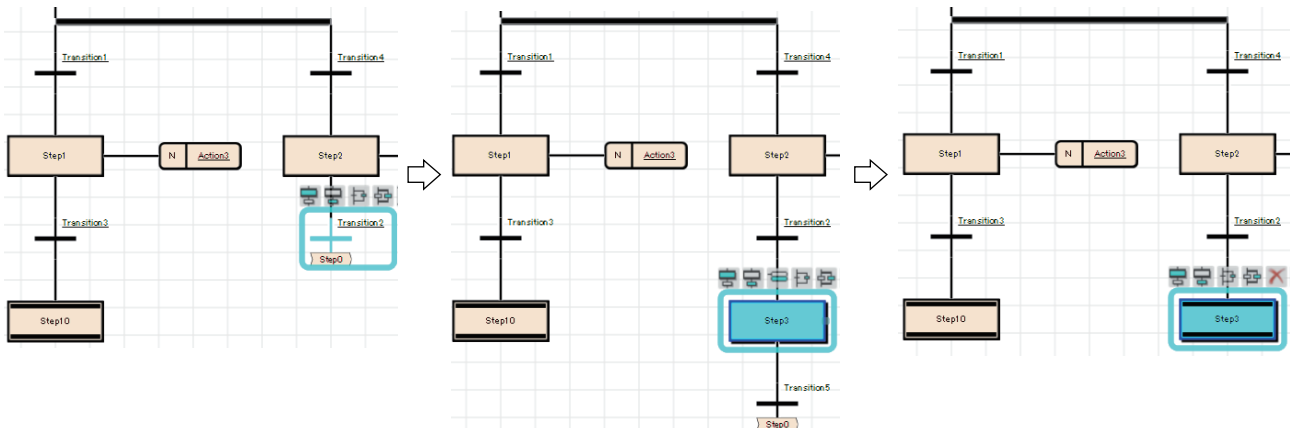 Transition1
Transition4
Step1
N
Action3
Step2
Transition3
Transition2
Step0
Step10
Transition1
Transition4
Step1
N
Action3
Step2
Transition3
Transition2
Step10
Step3
Transition5
Step0
Transition1
Transition4
Step1
N
Action3
Step2
Transition3
Transition2
Step10
Step3